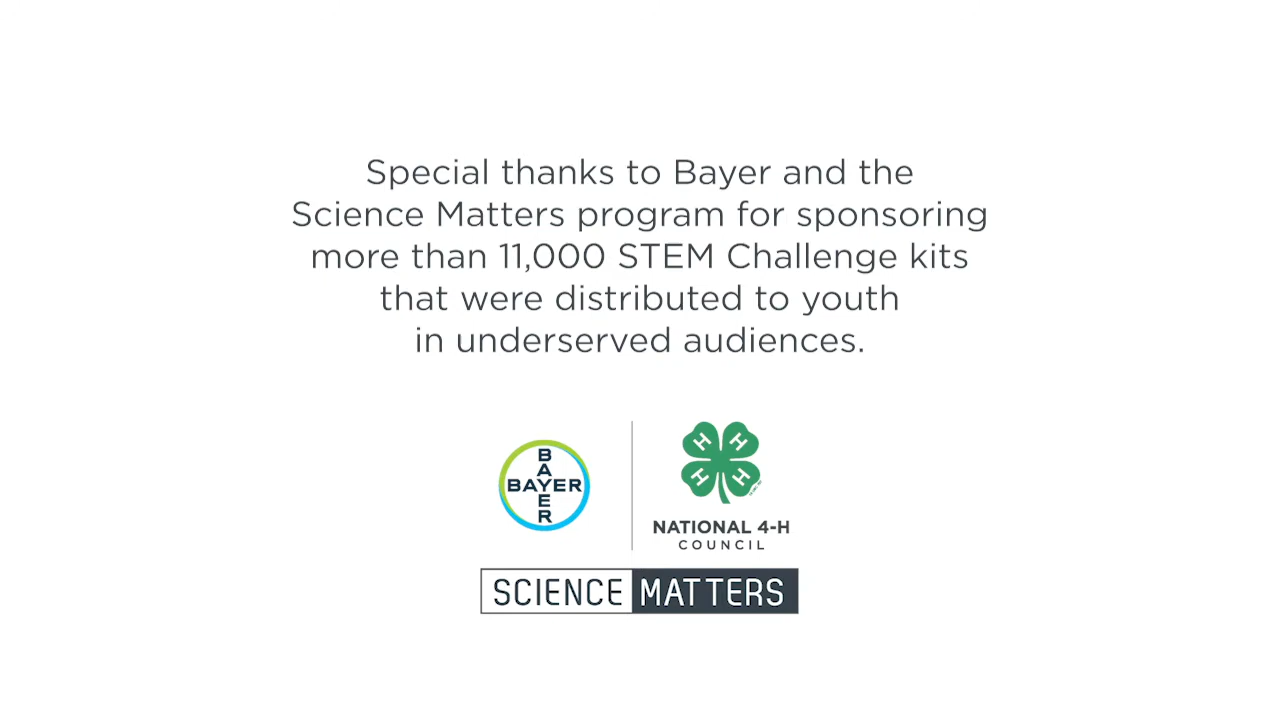 Special thanks to Bayer and the
Science Matters program for sponsoring
more than 11,000 STEM Challenge kits
that were distributed to youth
in underserved audiences.
BAYER
BAYER
H H
H H
NATIONAL 4-H
COUNCIL
SCIENCE MATTERS